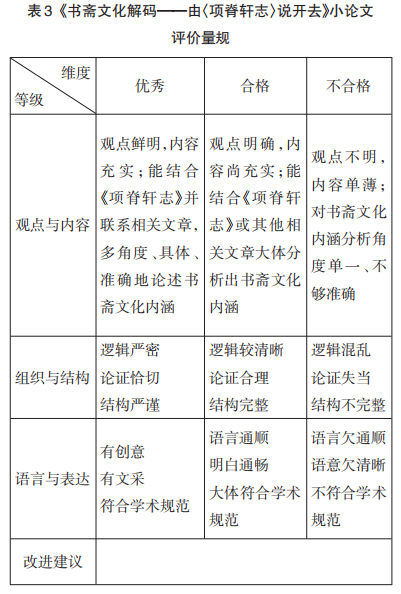 表3 《书斋文化解码——由〈项脊轩志〉说开去》小论文
评价量规
维度
等级
优秀
合格
不合格
观点与内容
观点鲜明,内容
充实;能结合
《项脊轩志》并
联系相关文章,
多角度、具体、
准确地论述书
斋文化内涵
观点明确,内
容尚充实;能
结合《项脊轩
志》或其他相
关文章大体分
析出书斋文化
内涵
观点不明,
内容单薄;
对书斋文化
内涵分析角
度单一、不
够准确
组织与结构
逻辑严密
论证恰切
结构严谨
逻辑较清晰
论证合理
结构完整
逻辑混乱
论证失当
结构不完整
语言与表达
有创意
有文采
符合学术规范
语言通顺
明白通畅
大体符合学术
规范
语言欠通顺
语意欠清晰
不符合学术
规范
改进建议